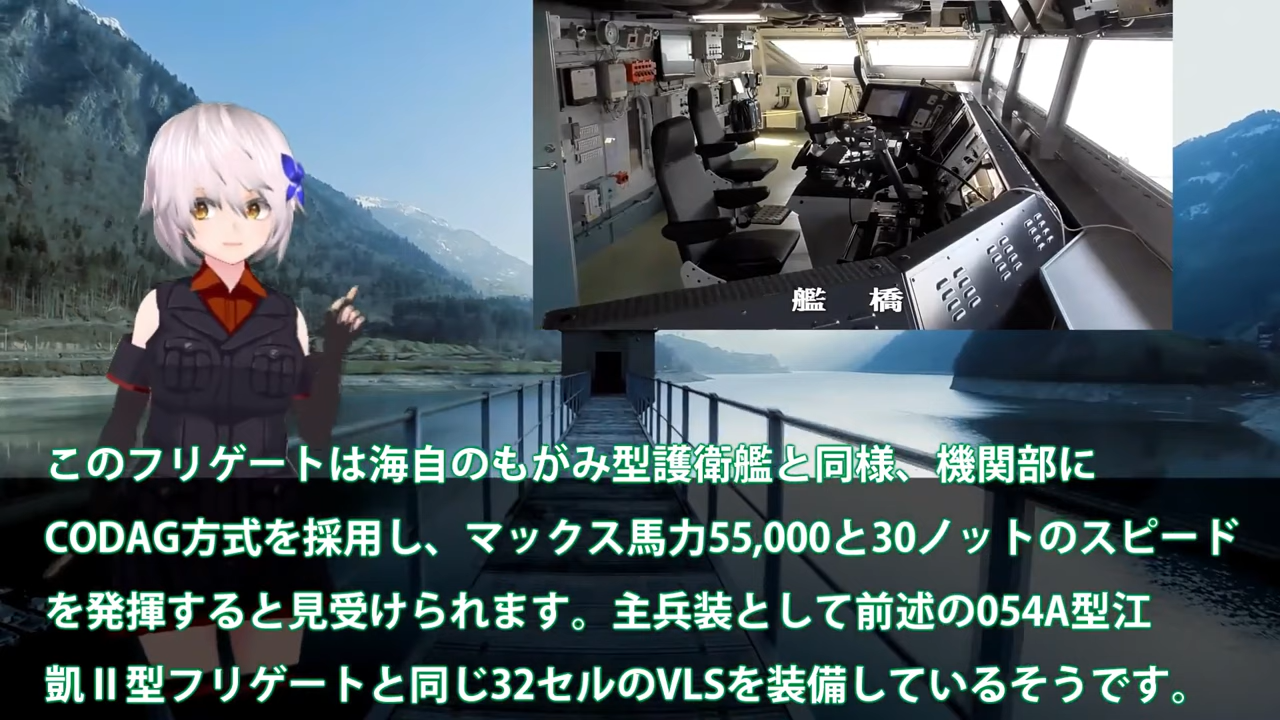 艦　橋
このフリゲートは海自のもがみ型護衛艦と同様、機関部に
CODAG方式を採用し、マックス馬力55,000と30ノットのスピード
を発揮すると見受けられます。主兵装として前述の054A型江
凱Ⅱ型フリゲートと同じ32セルのVLSを装備しているそうです。